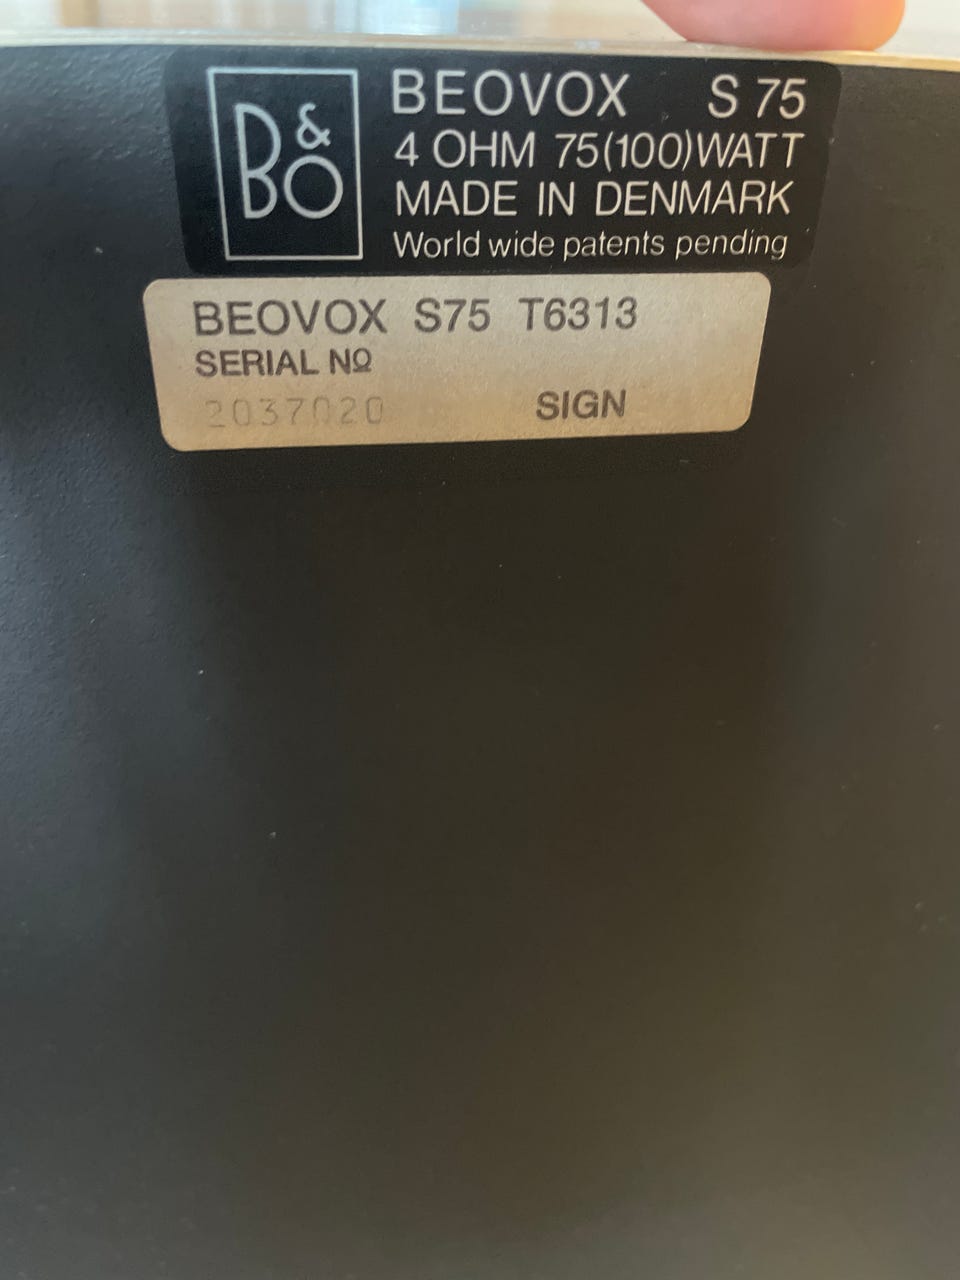 B&O
BEOVOX S 75
4 OHM 75(100)WATT
MADE IN DENMARK
World wide patents pending
BEOVOX S75 T6313
SERIAL Nº
2037020 SIGN